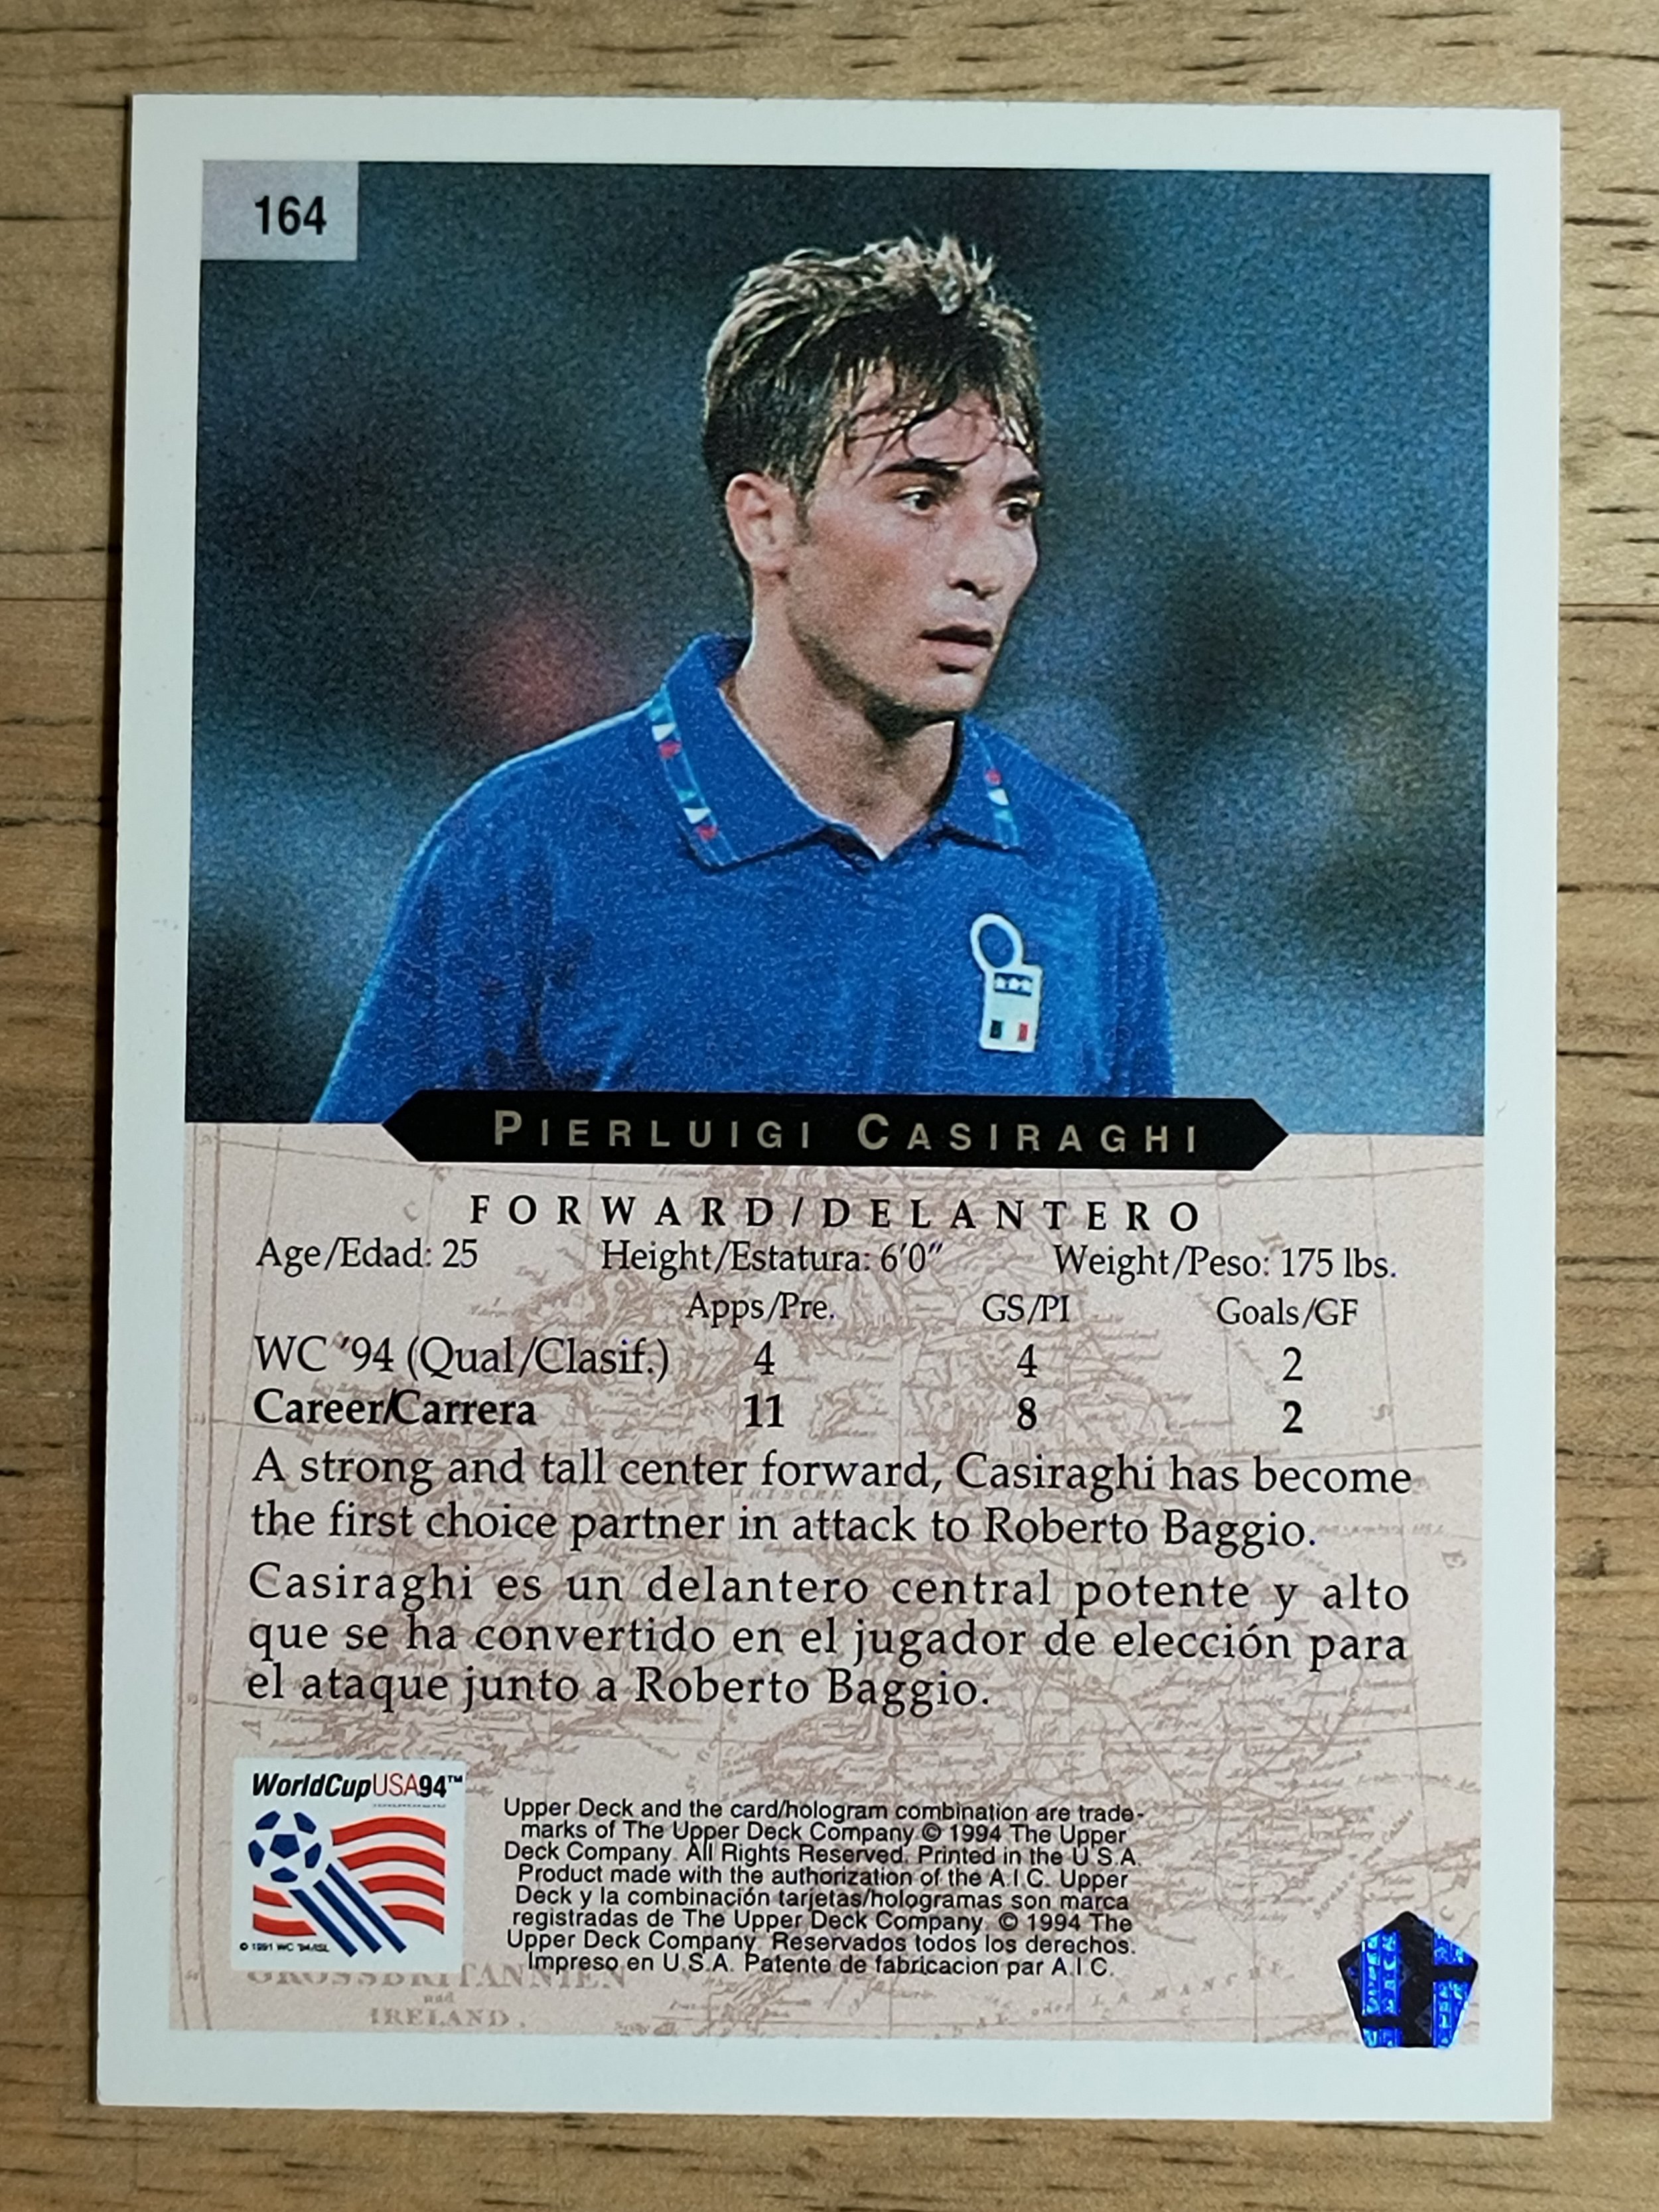 164
PIERLUIGI CASIRAGHI
FORWARD/DELANTERO
Age/Edad: 25 Height/Estatura: 6'0" Weight/Peso: 175 lbs.
Apps/Pre. GS/PI Goals/GF
WC '94 (Qual/Clasif.) 4 4 2
Career/Carrera 11 8 2
A strong and tall center forward, Casiraghi has become
the first choice partner in attack to Roberto Baggio.
Casiraghi es un delantero central potente y alto
que se ha convertido en el jugador de elección para
el ataque junto a Roberto Baggio.
WorldCupUSA94™
© 1991 WC '94/ISL
Upper Deck and the card/hologram combination are trade-
marks of The Upper Deck Company © 1994 The Upper
Deck Company. All Rights Reserved. Printed in the U.S.A.
Product made with the authorization of the A.I.C. Upper
Deck y la combinación tarjetas/hologramas son marca
registradas de The Upper Deck Company. © 1994 The
Upper Deck Company. Reservados todos los derechos.
Impreso en U.S.A. Patente de fabricacion par A.I.C.
GROSSBRITANNIEN
und
IRELAND.
LA MANCHE